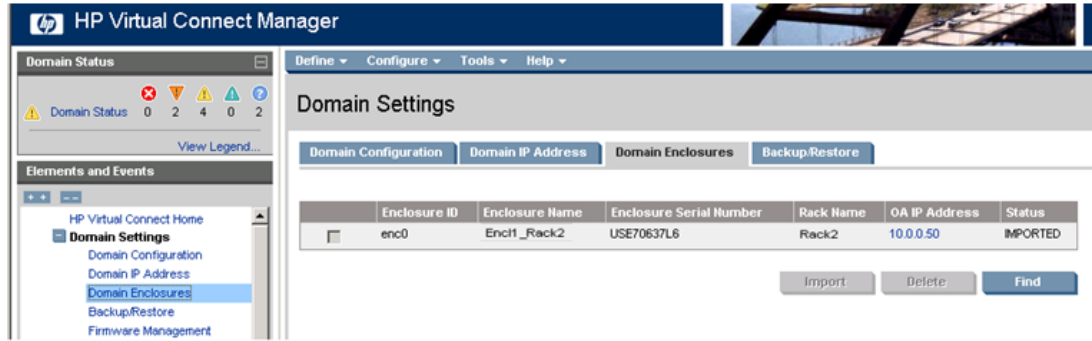 hp HP Virtual Connect Manager
Domain Status
Domain Status 0 2 4 0 2
View Legend...
Elements and Events
HP Virtual Connect Home
Domain Settings
Domain Configuration
Domain IP Address
Domain Enclosures
Backup/Restore
Firmware Management
Define Configure Tools Help
Domain Settings
Domain Configuration Domain IP Address Domain Enclosures Backup/Restore
Enclosure ID Enclosure Name Enclosure Serial Number Rack Name OA IP Address Status
enc0 Encl1_Rack2 USE70637L6 Rack2 10.0.0.50 IMPORTED
Import Delete Find